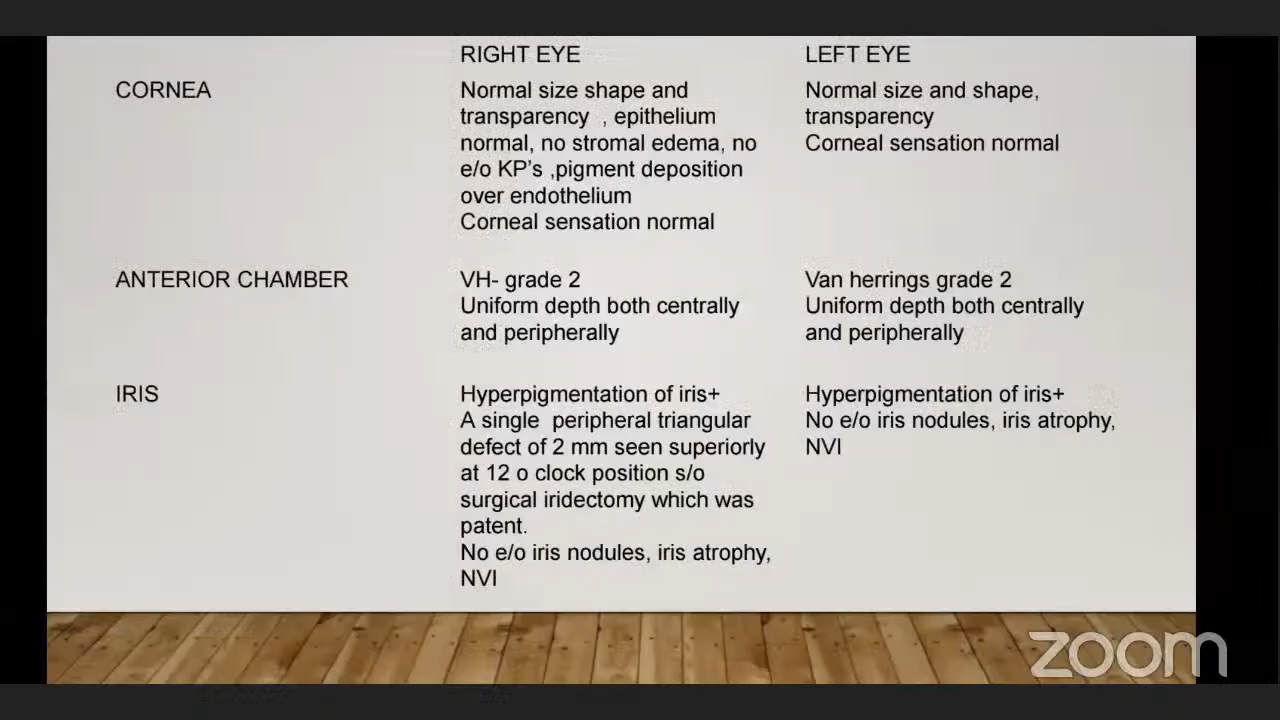 RIGHT EYE
LEFT EYE
CORNEA
Normal size shape and
transparency , epithelium
normal, no stromal edema, no
e/o KP's ,pigment deposition
over endothelium
Corneal sensation normal
Normal size and shape,
transparency
Corneal sensation normal
ANTERIOR CHAMBER
VH- grade 2
Uniform depth both centrally
and peripherally
Van herrings grade 2
Uniform depth both centrally
and peripherally
IRIS
Hyperpigmentation of iris+
A single peripheral triangular
defect of 2 mm seen superiorly
at 12 o clock position s/o
surgical iridectomy which was
patent.
No e/o iris nodules, iris atrophy,
NVI
Hyperpigmentation of iris+
No e/o iris nodules, iris atrophy,
NVI
zoom